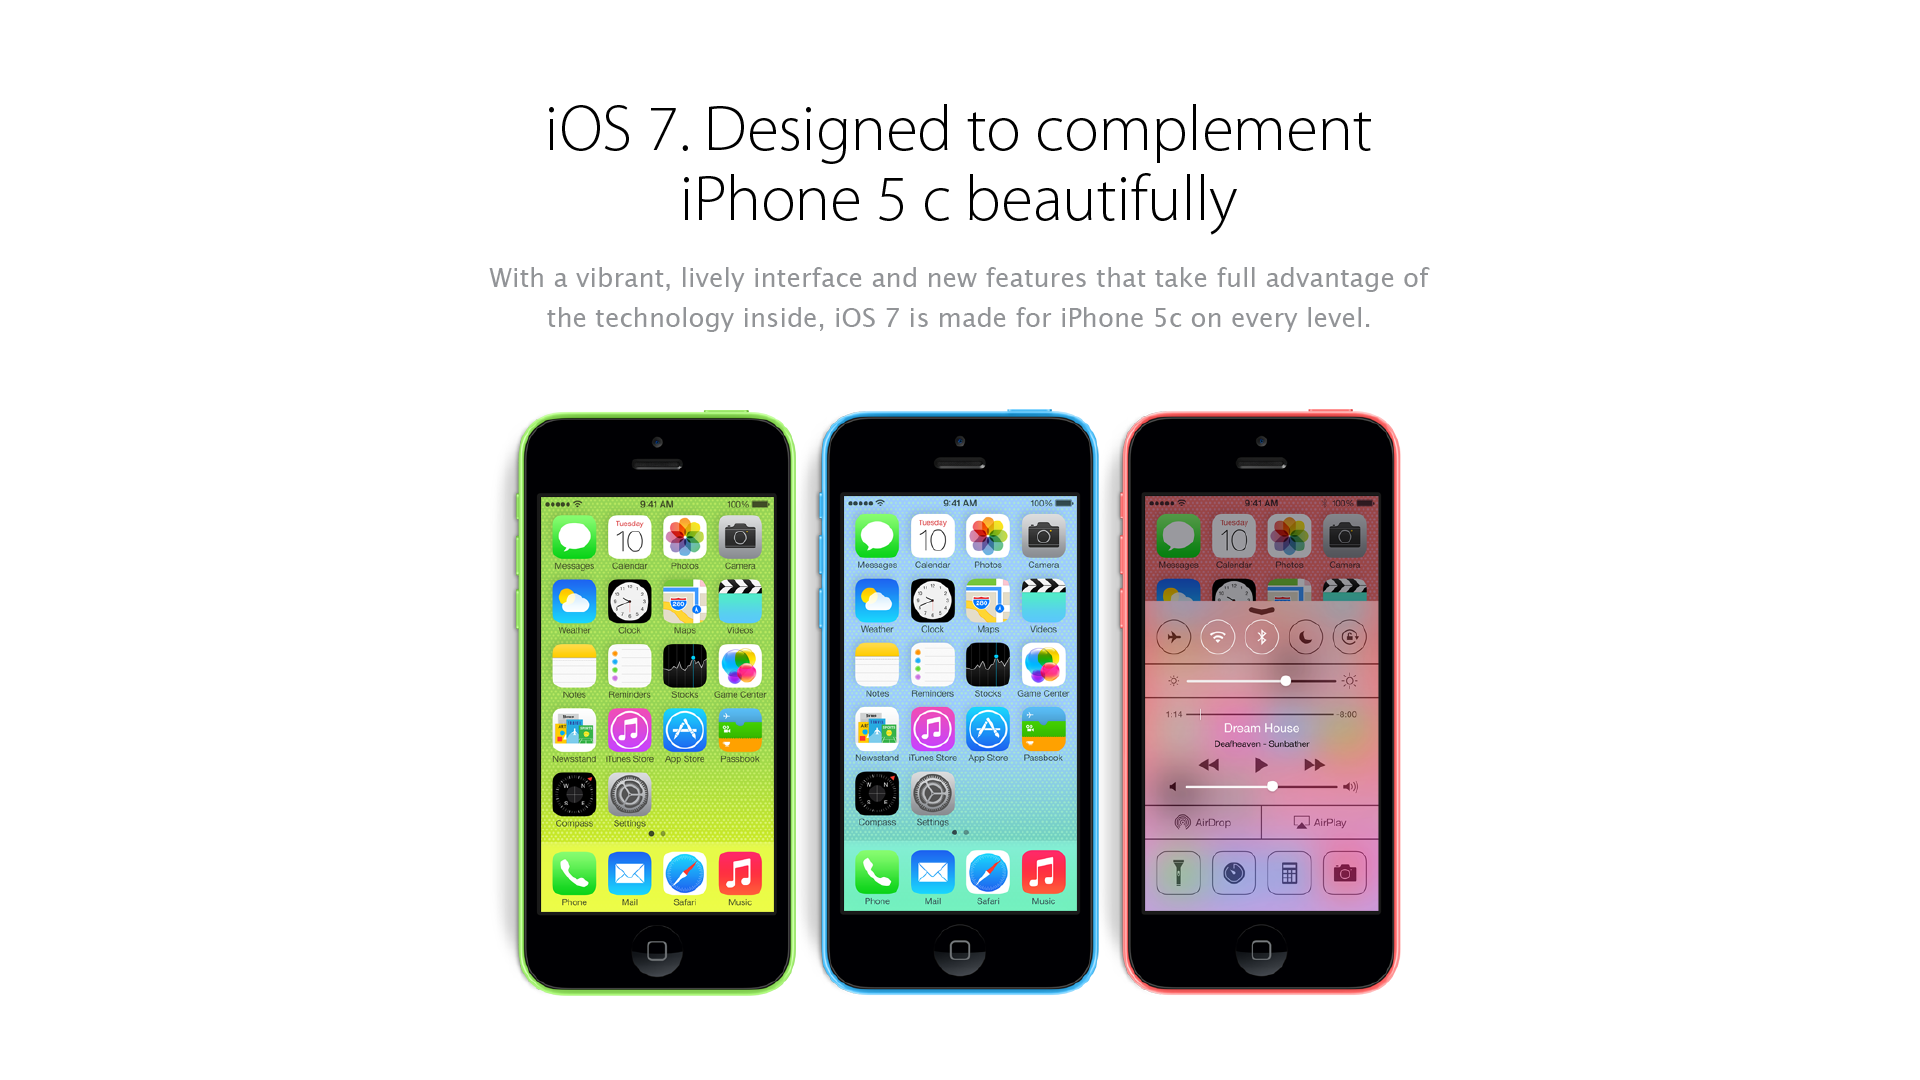 iOS 7. Designed to complement
iPhone 5 c beautifully
With a vibrant, lively interface and new features that take full advantage of
the technology inside, iOS 7 is made for iPhone 5c on every level.
9:41 AM 100%
Tuesday
10
Messages Calendar Photos Camera
280
Weather Clock Maps Videos
Notes Reminders Stocks Game Center
Newsstand iTunes Store App Store Passbook
N
W E
S
Compass Settings
Phone Mail Safari Music
9:41 AM 100%
Tuesday
10
Messages Calendar Photos Camera
280
Weather Clock Maps Videos
Notes Reminders Stocks Game Center
Newsstand iTunes Store App Store Passbook
N
W E
S
Compass Settings
Phone Mail Safari Music
9:41 AM 100%
Tuesday
10
Messages Calendar Photos Camera
1:14 -8:00
Dream House
Deafheaven - Sunbather
AirDrop AirPlay